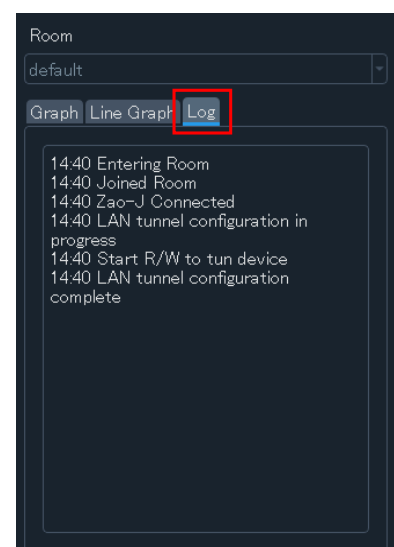 Room
default
Graph Line Graph Log
14:40 Entering Room
14:40 Joined Room
14:40 Zao-J Connected
14:40 LAN tunnel configuration in
progress
14:40 Start R/W to tun device
14:40 LAN tunnel configuration
complete